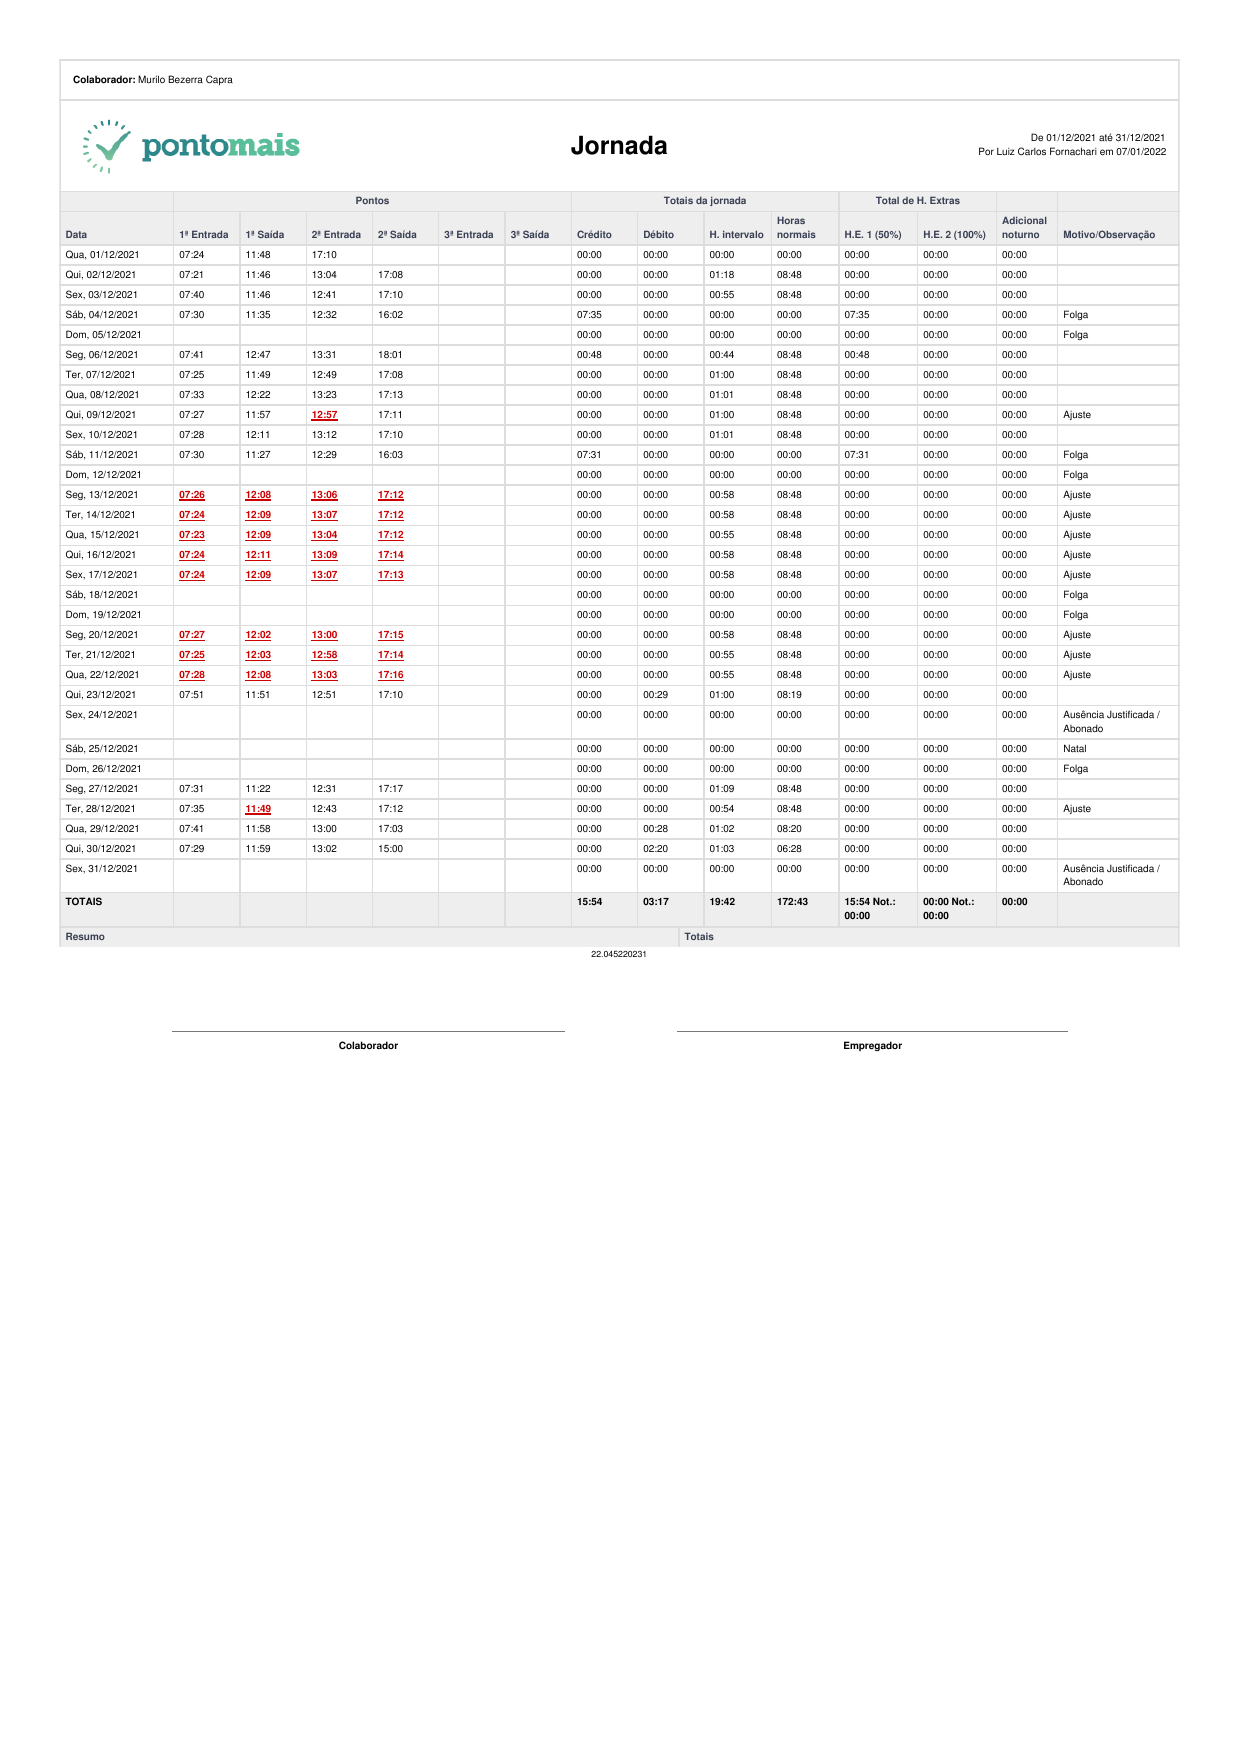 Colaborador: Murilo Bezerra Capra
pontomais
Jornada
De 01/12/2021 até 31/12/2021
Por Luiz Carlos Fornachari em 07/01/2022
Pontos Totais da jornada Total de H. Extras
Data 1ª Entrada 1ª Saída 2ª Entrada 2ª Saída 3ª Entrada 3ª Saída Crédito Débito H. intervalo Horas normais H.E. 1 (50%) H.E. 2 (100%) Adicional noturno Motivo/Observação
Qua, 01/12/2021 07:24 11:48 17:10 00:00 00:00 00:00 00:00 00:00 00:00 00:00
Qui, 02/12/2021 07:21 11:46 13:04 17:08 00:00 00:00 01:18 08:48 00:00 00:00 00:00
Sex, 03/12/2021 07:40 11:46 12:41 17:10 00:00 00:00 00:55 08:48 00:00 00:00 00:00
Sáb, 04/12/2021 07:30 11:35 12:32 16:02 07:35 00:00 00:00 00:00 07:35 00:00 00:00 Folga
Dom, 05/12/2021 00:00 00:00 00:00 00:00 00:00 00:00 00:00 Folga
Seg, 06/12/2021 07:41 12:47 13:31 18:01 00:48 00:00 00:44 08:48 00:48 00:00 00:00
Ter, 07/12/2021 07:25 11:49 12:49 17:08 00:00 00:00 01:00 08:48 00:00 00:00 00:00
Qua, 08/12/2021 07:33 12:22 13:23 17:13 00:00 00:00 01:01 08:48 00:00 00:00 00:00
Qui, 09/12/2021 07:27 11:57 12:57 17:11 00:00 00:00 01:00 08:48 00:00 00:00 00:00 Ajuste
Sex, 10/12/2021 07:28 12:11 13:12 17:10 00:00 00:00 01:01 08:48 00:00 00:00 00:00
Sáb, 11/12/2021 07:30 11:27 12:29 16:03 07:31 00:00 00:00 00:00 07:31 00:00 00:00 Folga
Dom, 12/12/2021 00:00 00:00 00:00 00:00 00:00 00:00 00:00 Folga
Seg, 13/12/2021 07:26 12:08 13:06 17:12 00:00 00:00 00:58 08:48 00:00 00:00 00:00 Ajuste
Ter, 14/12/2021 07:24 12:09 13:07 17:12 00:00 00:00 00:58 08:48 00:00 00:00 00:00 Ajuste
Qua, 15/12/2021 07:23 12:09 13:04 17:12 00:00 00:00 00:55 08:48 00:00 00:00 00:00 Ajuste
Qui, 16/12/2021 07:24 12:11 13:09 17:14 00:00 00:00 00:58 08:48 00:00 00:00 00:00 Ajuste
Sex, 17/12/2021 07:24 12:09 13:07 17:13 00:00 00:00 00:58 08:48 00:00 00:00 00:00 Ajuste
Sáb, 18/12/2021 00:00 00:00 00:00 00:00 00:00 00:00 00:00 Folga
Dom, 19/12/2021 00:00 00:00 00:00 00:00 00:00 00:00 00:00 Folga
Seg, 20/12/2021 07:27 12:02 13:00 17:15 00:00 00:00 00:58 08:48 00:00 00:00 00:00 Ajuste
Ter, 21/12/2021 07:25 12:03 12:58 17:14 00:00 00:00 00:55 08:48 00:00 00:00 00:00 Ajuste
Qua, 22/12/2021 07:28 12:08 13:03 17:16 00:00 00:00 00:55 08:48 00:00 00:00 00:00 Ajuste
Qui, 23/12/2021 07:51 11:51 12:51 17:10 00:00 00:29 01:00 08:19 00:00 00:00 00:00
Sex, 24/12/2021 00:00 00:00 00:00 00:00 00:00 00:00 00:00 Ausência Justificada / Abonado
Sáb, 25/12/2021 00:00 00:00 00:00 00:00 00:00 00:00 00:00 Natal
Dom, 26/12/2021 00:00 00:00 00:00 00:00 00:00 00:00 00:00 Folga
Seg, 27/12/2021 07:31 11:22 12:31 17:17 00:00 00:00 01:09 08:48 00:00 00:00 00:00
Ter, 28/12/2021 07:35 11:49 12:43 17:12 00:00 00:00 00:54 08:48 00:00 00:00 00:00 Ajuste
Qua, 29/12/2021 07:41 11:58 13:00 17:03 00:00 00:28 01:02 08:20 00:00 00:00 00:00
Qui, 30/12/2021 07:29 11:59 13:02 15:00 00:00 02:20 01:03 06:28 00:00 00:00 00:00
Sex, 31/12/2021 00:00 00:00 00:00 00:00 00:00 00:00 00:00 Ausência Justificada / Abonado
TOTAIS 15:54 03:17 19:42 172:43 15:54 Not.: 00:00 00:00 Not.: 00:00 00:00
Resumo Totais
22.045220231
Colaborador Empregador